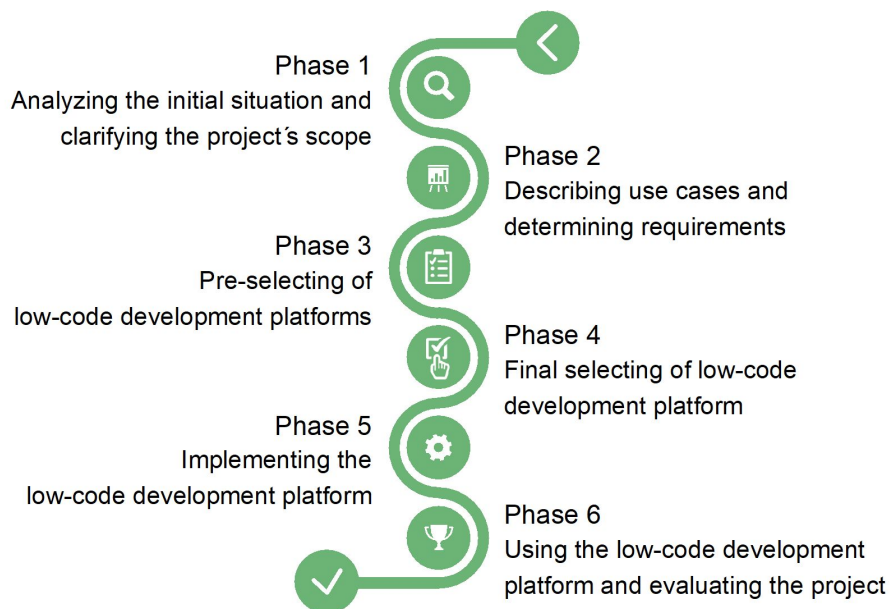 Phase 1
Analyzing the initial situation and
clarifying the project´s scope
Phase 2
Describing use cases and
determining requirements
Phase 3
Pre-selecting of
low-code development platforms
Phase 4
Final selecting of low-code
development platform
Phase 5
Implementing the
low-code development platform
Phase 6
Using the low-code development
platform and evaluating the project